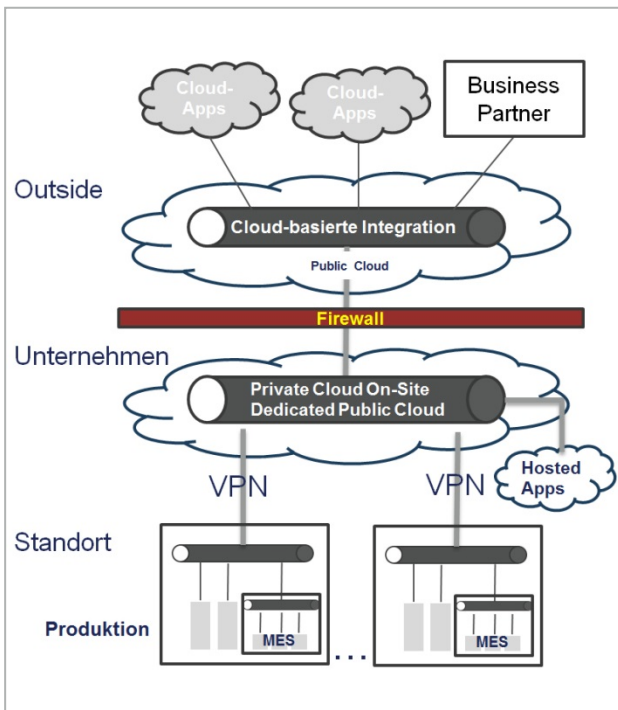 Cloud-
Apps
Cloud-
Apps
Business
Partner
Outside
Cloud-basierte Integration
Public Cloud
Firewall
Unternehmen
Private Cloud On-Site
Dedicated Public Cloud
Hosted
Apps
VPN
VPN
Standort
Produktion
MES
...
MES